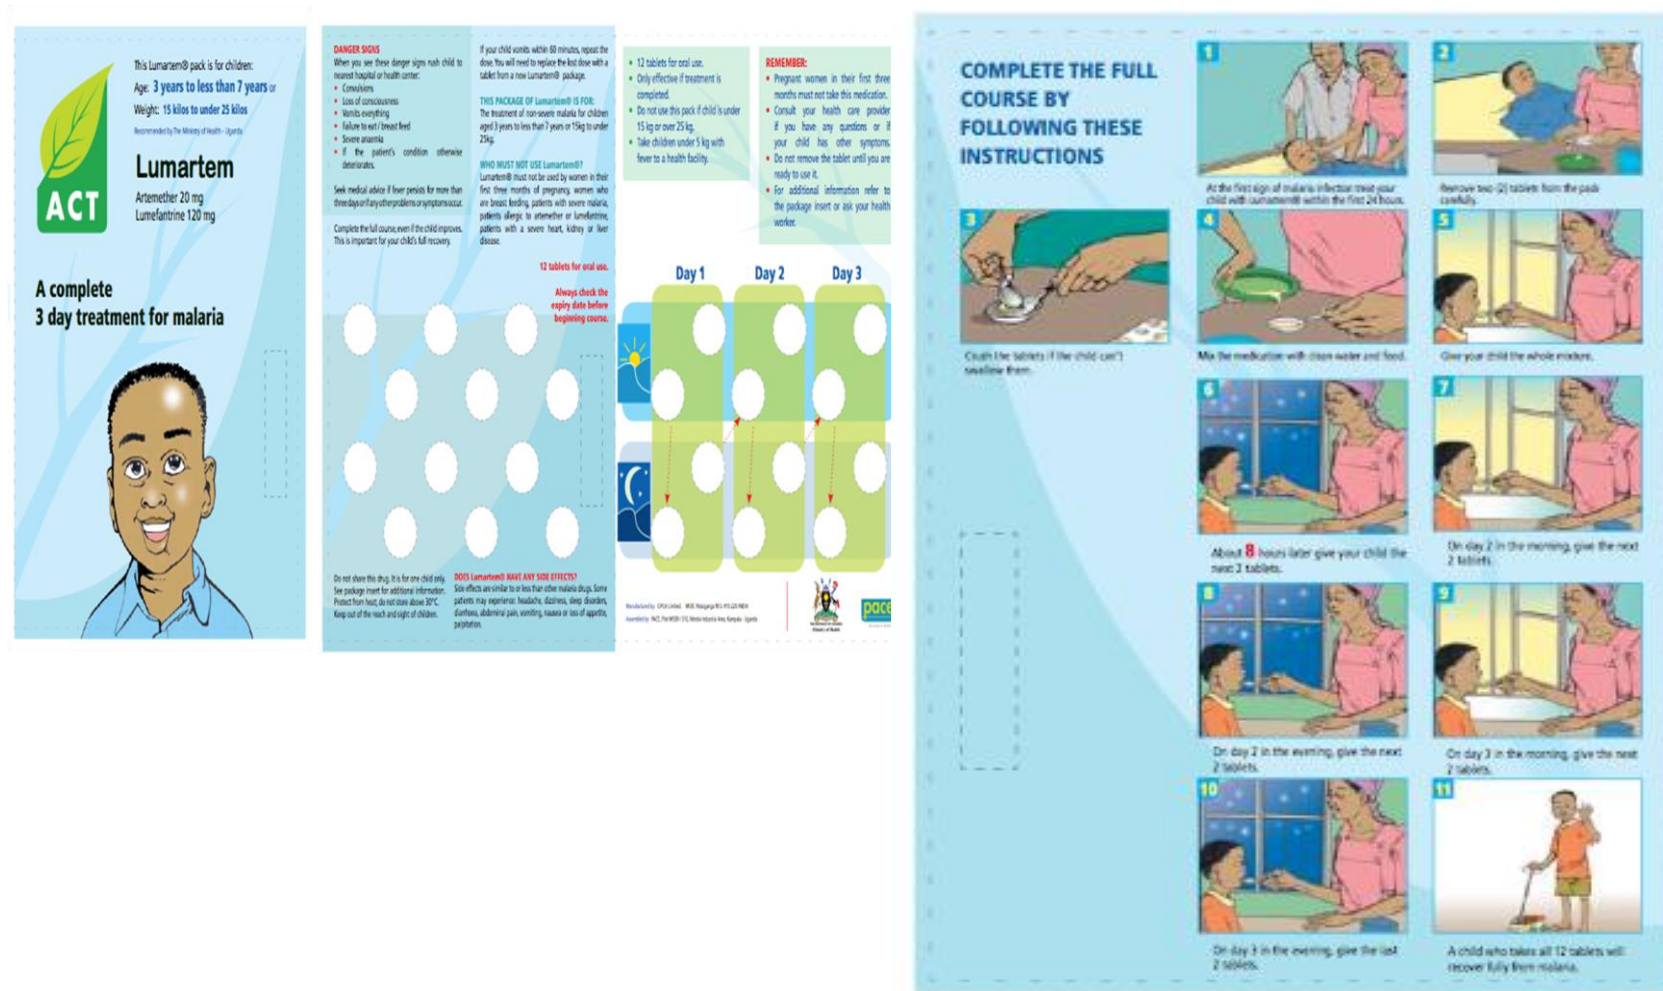 This Lumartem® pack is for children:
Age: 3 years to less than 7 years or
Weight: 15 kilos to under 25 kilos
Recommended by The Ministry of Health - Uganda
ACT
Lumartem
Artemether 20 mg
Lumefantrine 120 mg
A complete
3 day treatment for malaria
DANGER SIGNS
When you see these danger signs rush child to
nearest hospital or health center:
• Convulsions
• Loss of consciousness
• Vomits everything
• Failure to eat / breast feed
• Severe anaemia
• If the patient's condition otherwise
deteriorates.
Seek medical advice if fever persists for more than
three days or if any other problems or symptoms occur.
Complete the full course, even if the child improves.
This is important for your child's full recovery.
If your child vomits within 60 minutes, repeat the
dose. You will need to replace the lost dose with a
tablet from a new Lumartem® package.
THIS PACKAGE OF Lumartem® IS FOR:
The treatment of non-severe malaria for children
aged 3 years to less than 7 years or 15kg to under
25kg.
WHO MUST NOT USE Lumartem®?
Lumartem® must not be used by women in their
first three months of pregnancy, women who
are breast feeding, patients with severe malaria,
patients allergic to artemether or lumefantrine,
patients with a severe heart, kidney or liver
disease.
12 tablets for oral use.
Always check the
expiry date before
beginning course.
Do not share this drug. It is for one child only.
See package insert for additional information.
Protect from heat, do not store above 30°C.
Keep out of the reach and sight of children.
DOES Lumartem® HAVE ANY SIDE EFFECTS?
Side effects are similar to or less than other malaria drugs. Some
patients may experience: headache, dizziness, sleep disorders,
diarrhoea, abdominal pain, vomiting, nausea or loss of appetite,
palpitation.
• 12 tablets for oral use.
• Only effective if treatment is
completed.
• Do not use this pack if child is under
15 kg or over 25 kg.
• Take children under 5 kg with
fever to a health facility.
REMEMBER:
• Pregnant women in their first three
months must not take this medication.
• Consult your health care provider
if you have any questions or if
your child has other symptoms.
• Do not remove the tablet until you are
ready to use it.
• For additional information refer to
the package insert or ask your health
worker.
Day 1
Day 2
Day 3
Manufactured by
Assembled by
Ministry of Health
pace
COMPLETE THE FULL
COURSE BY
FOLLOWING THESE
INSTRUCTIONS
1
At the first sign of malaria infection treat your
child with Lumartem® within the first 24 hours.
2
Remove two (2) tablets from the pack
carefully.
3
Crush the tablets if the child can't
swallow them.
4
Mix the medication with clean water and food.
5
Give your child the whole mixture.
6
About 8 hours later give your child the
next 2 tablets.
7
On day 2 in the morning, give the next
2 tablets.
8
On day 2 in the evening, give the next
2 tablets.
9
On day 3 in the morning, give the next
2 tablets.
10
On day 3 in the evening, give the last
2 tablets.
11
A child who takes all 12 tablets will
recover fully from malaria.